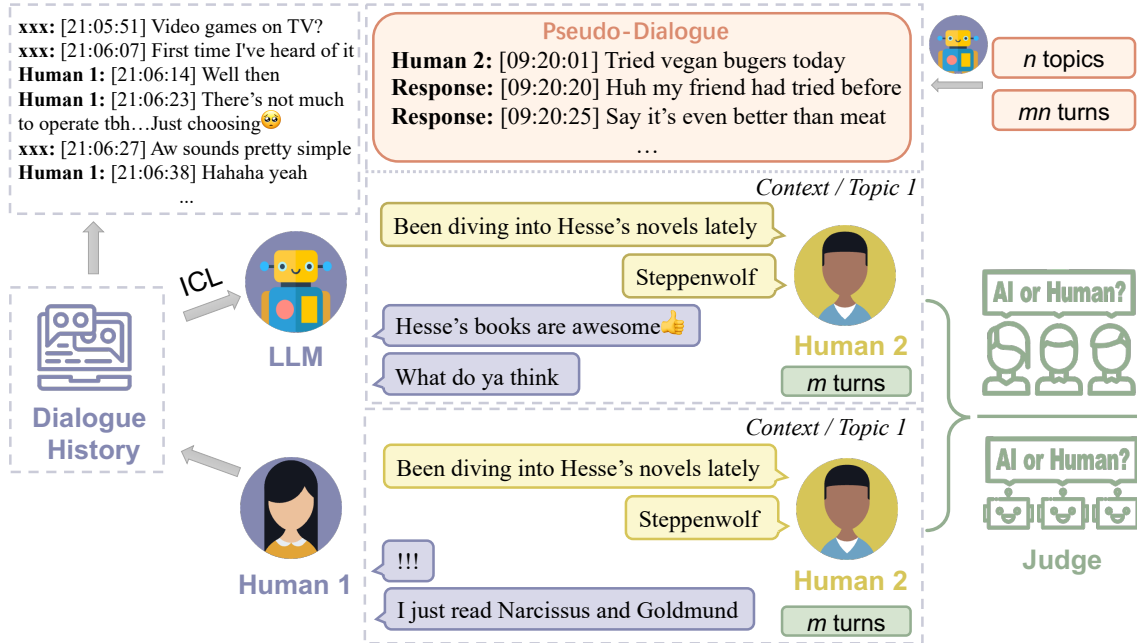 xxx: [21:05:51] Video games on TV?
xxx: [21:06:07] First time I've heard of it
Human 1: [21:06:14] Well then
Human 1: [21:06:23] There's not much
to operate tbh…Just choosing🥺
xxx: [21:06:27] Aw sounds pretty simple
Human 1: [21:06:38] Hahaha yeah
...
Pseudo-Dialogue
Human 2: [09:20:01] Tried vegan bugers today
Response: [09:20:20] Huh my friend had tried before
Response: [09:20:25] Say it's even better than meat
…
n topics
mn turns
Context / Topic 1
Been diving into Hesse's novels lately
Steppenwolf
Hesse's books are awesome👍
What do ya think
Human 2
m turns
ICL
LLM
Dialogue
History
Human 1
Context / Topic 1
Been diving into Hesse's novels lately
Steppenwolf
!!!
I just read Narcissus and Goldmund
Human 2
m turns
AI or Human?
AI or Human?
Judge